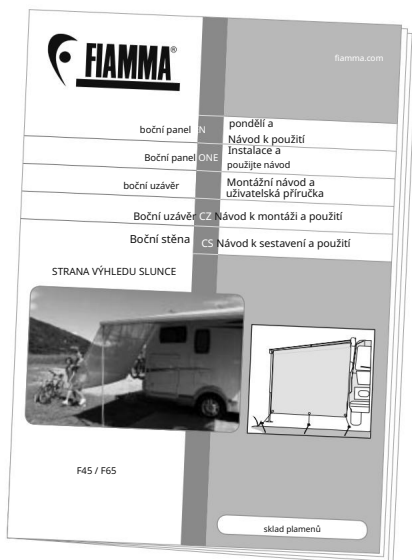 FIAMMA®
fiamma.com
boční panel N pondělí a
Návod k použití
Boční panel ONE Instalace a
použijte návod
boční uzávěr Montážní návod a
uživatelská příručka
Boční uzávěr CZ Návod k montáži a použití
Boční stěna CS Návod k sestavení a použití
STRANA VÝHLEDU SLUNCE
F45 / F65
sklad plamenů